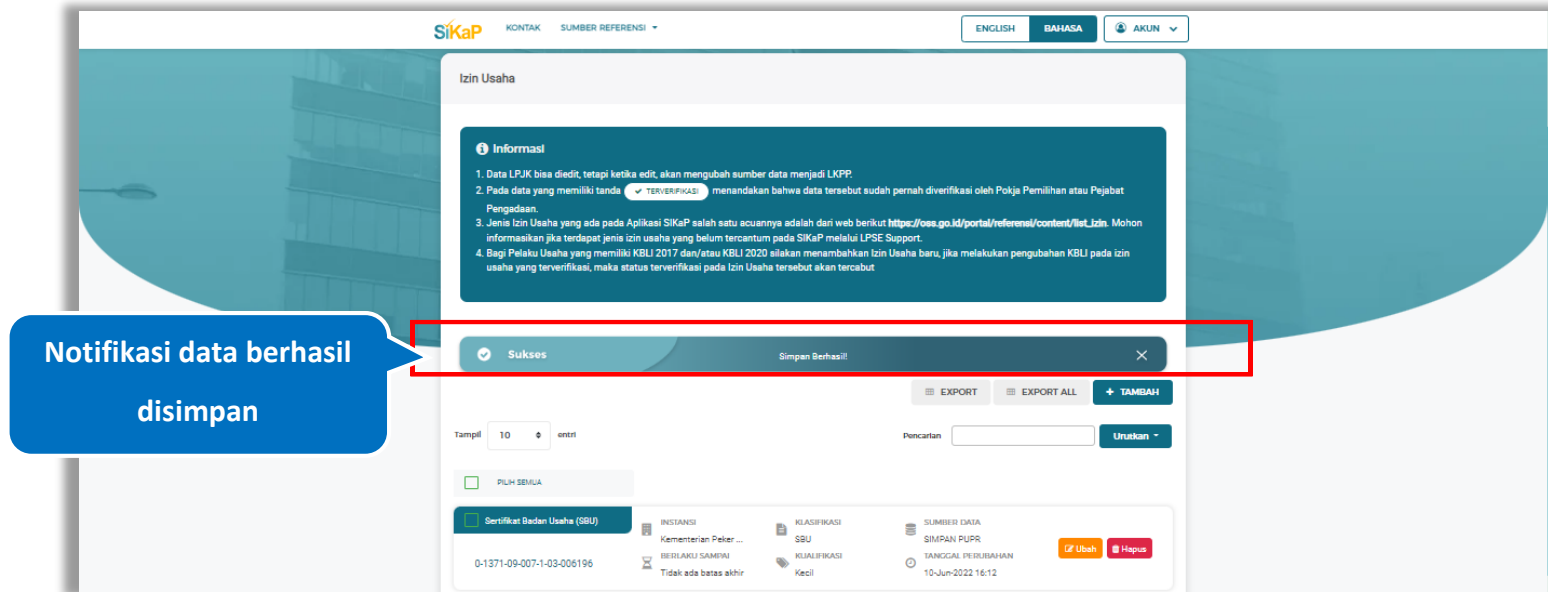 SiKaP KONTAK SUMBER REFERENSI ENGLISH BAHASA AKUN
Izin Usaha
Informasi
1. Data LPJK bisa diedit, tetapi ketika edit, akan mengubah sumber data menjadi LKPP.
2. Pada data yang memiliki tanda TERVERIFIKASI menandakan bahwa data tersebut sudah pernah diverifikasi oleh Pokja Pemilihan atau Pejabat
Pengadaan.
3. Jenis Izin Usaha yang ada pada Aplikasi SIKaP salah satu acuannya adalah dari web berikut https://oss.go.id/portal/referensi/content/list_izin. Mohon
informasikan jika terdapat jenis izin usaha yang belum tercantum pada SIKaP melalui LPSE Support.
4. Bagi Pelaku Usaha yang memiliki KBLI 2017 dan/atau KBLI 2020 silakan menambahkan Izin Usaha baru, jika melakukan pengubahan KBLI pada izin
usaha yang terverifikasi, maka status terverifikasi pada Izin Usaha tersebut akan tercabut
Notifikasi data berhasil
disimpan
Sukses Simpan Berhasil!
EXPORT EXPORT ALL + TAMBAH
Tampil 10 entri Pencarian Urutkan
PILIH SEMUA
Sertifikat Badan Usaha (SBU)
0-1371-09-007-1-03-006196
INSTANSI
Kementerian Peker ...
BERLAKU SAMPAI
Tidak ada batas akhir
KLASIFIKASI
SBU
KUALIFIKASI
Kecil
SUMBER DATA
SIMPAN PUPR
TANGGAL PERUBAHAN
10-Jun-2022 16:12
Ubah Hapus